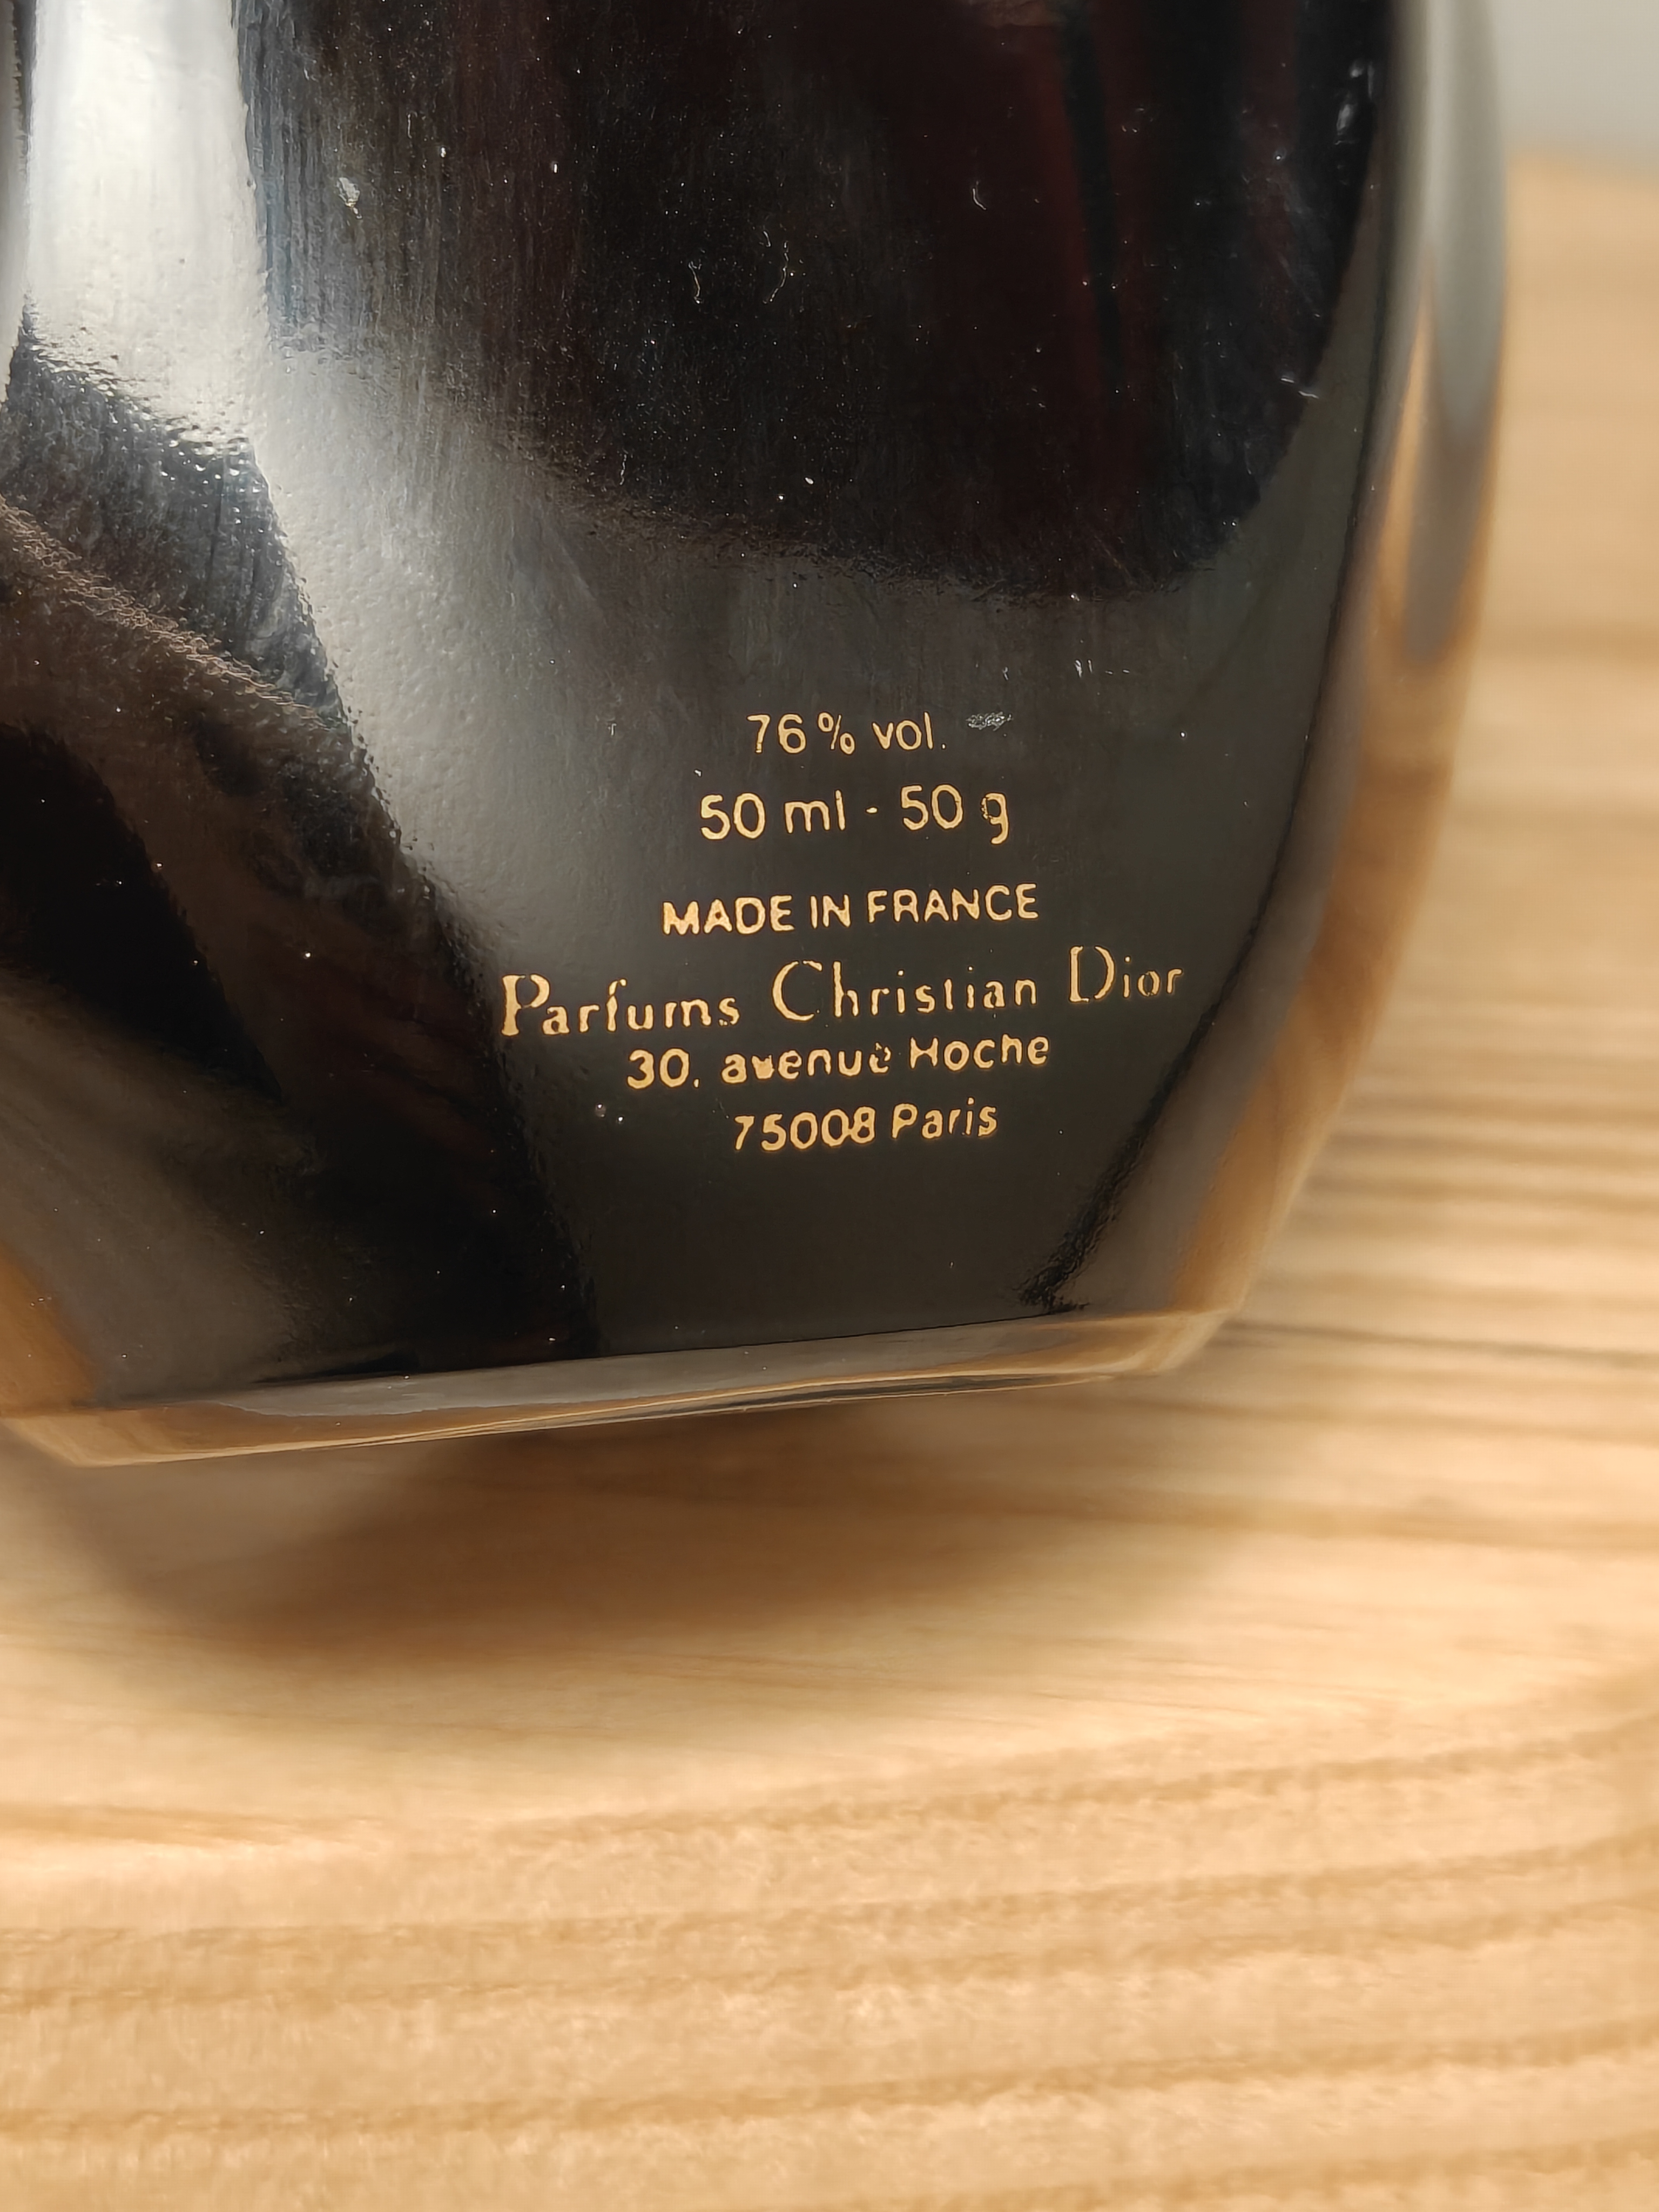 76% vol.
50 ml - 50 g
MADE IN FRANCE
Parfums Christian Dior
30, avenue Hoche
75008 Paris